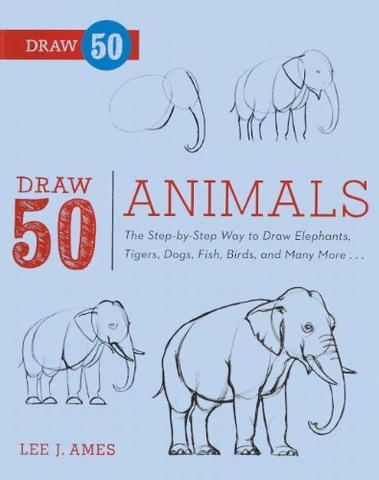 DRAW 50
DRAW
50
ANIMALS
The Step-by-Step Way to Draw Elephants,
Tigers, Dogs, Fish, Birds, and Many More . . .
LEE J. AMES